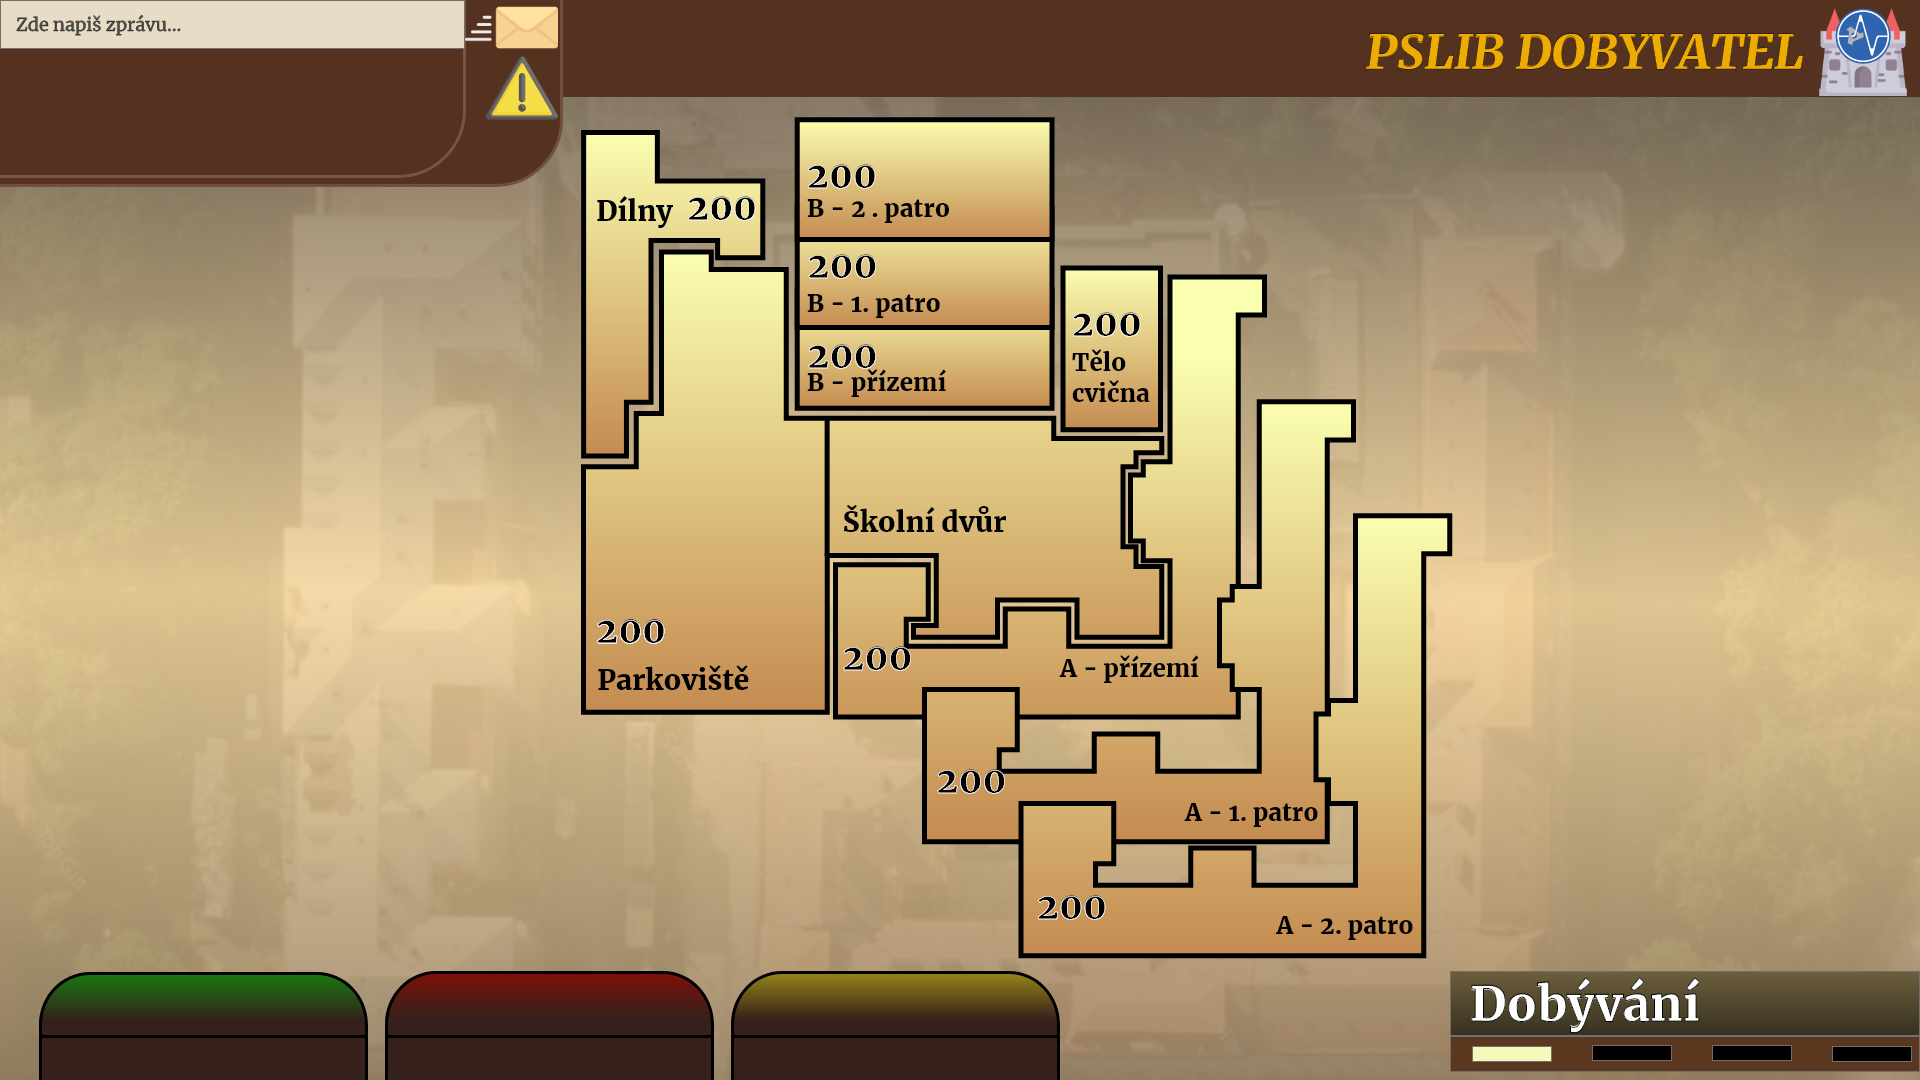 Zde napiš zprávu...
PSLIB DOBYVATEL
Dílny 200
200
B - 2 . patro
200
B - 1. patro
200
B - přízemí
200
Tělo
cvična
Školní dvůr
200
Parkoviště
200
A - přízemí
200
A - 1. patro
200
A - 2. patro
Dobývání